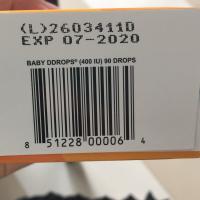 (L)2603411D
EXP 07-2020
BABY DDROPS® (400 IU) 90 DROPS
8 51228 00006 4